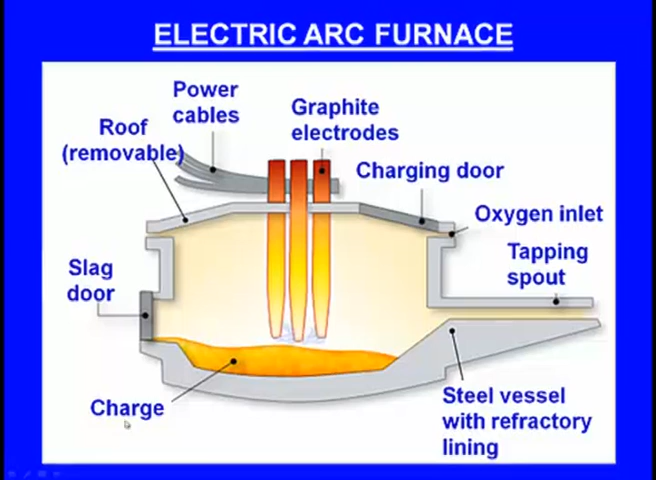 ELECTRIC ARC FURNACE
Power
cables
Graphite
electrodes
Roof
(removable)
Charging door
Oxygen inlet
Tapping
spout
Slag
door
Charge
Steel vessel
with refractory
lining